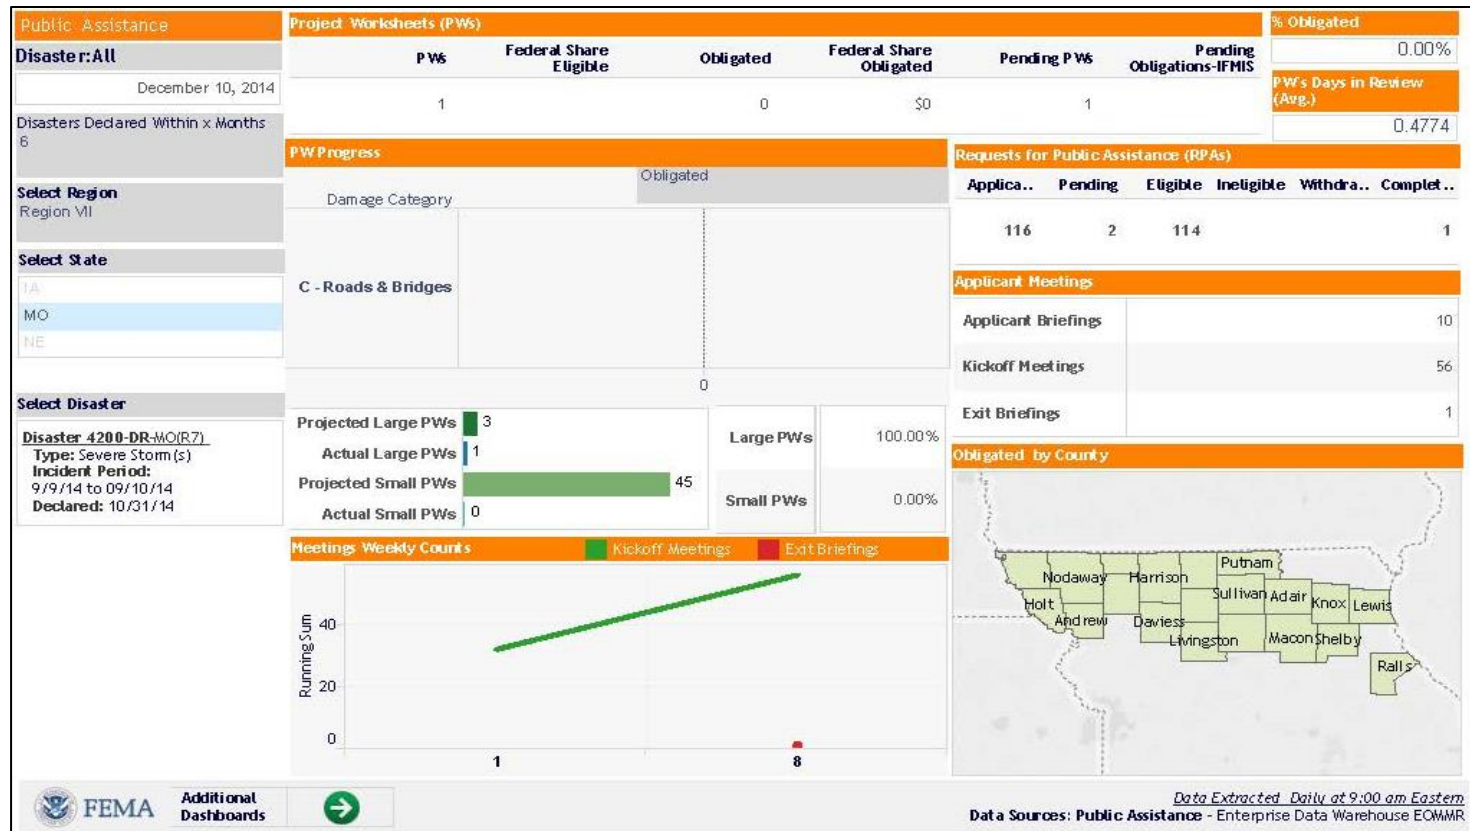 Public Assistance
Disaster:All
December 10, 2014
Disasters Declared Within x Months
6
Select Region
Region VII
Select State
IA
MO
NE
Select Disaster
Disaster 4200-DR-MO(R7)
Type: Severe Storm(s)
Incident Period:
9/9/14 to 09/10/14
Declared: 10/31/14
Project Worksheets (PWs)
PWs
Federal Share
Eligible
Obligated
Federal Share
Obligated
Pending PWs
Pending
Obligations-IFMIS
1
0
$0
1
% Obligated
0.00%
PW's Days in Review
(Avg.)
0.4774
PW Progress
Obligated
Damage Category
C - Roads & Bridges
0
Projected Large PWs
3
Actual Large PWs
1
Projected Small PWs
45
Actual Small PWs
0
Large PWs
100.00%
Small PWs
0.00%
Meetings Weekly Counts
Kickoff Meetings
Exit Briefings
Running Sum
40
20
0
1
8
Requests for Public Assistance (RPAs)
Applica.. Pending Eligible Ineligible Withdra.. Complet..
116 2 114 1
Applicant Meetings
Applicant Briefings 10
Kickoff Meetings 56
Exit Briefings 1
Obligated by County
Putnam
Nodaway
Harrison
Sullivan
Adair
Knox
Lewis
Holt
Andrew
Daviess
Livingston
Macon
Shelby
Ralls
FEMA
Additional
Dashboards
Data Extracted Daily at 9:00 am Eastern
Data Sources: Public Assistance - Enterprise Data Warehouse EOMMR